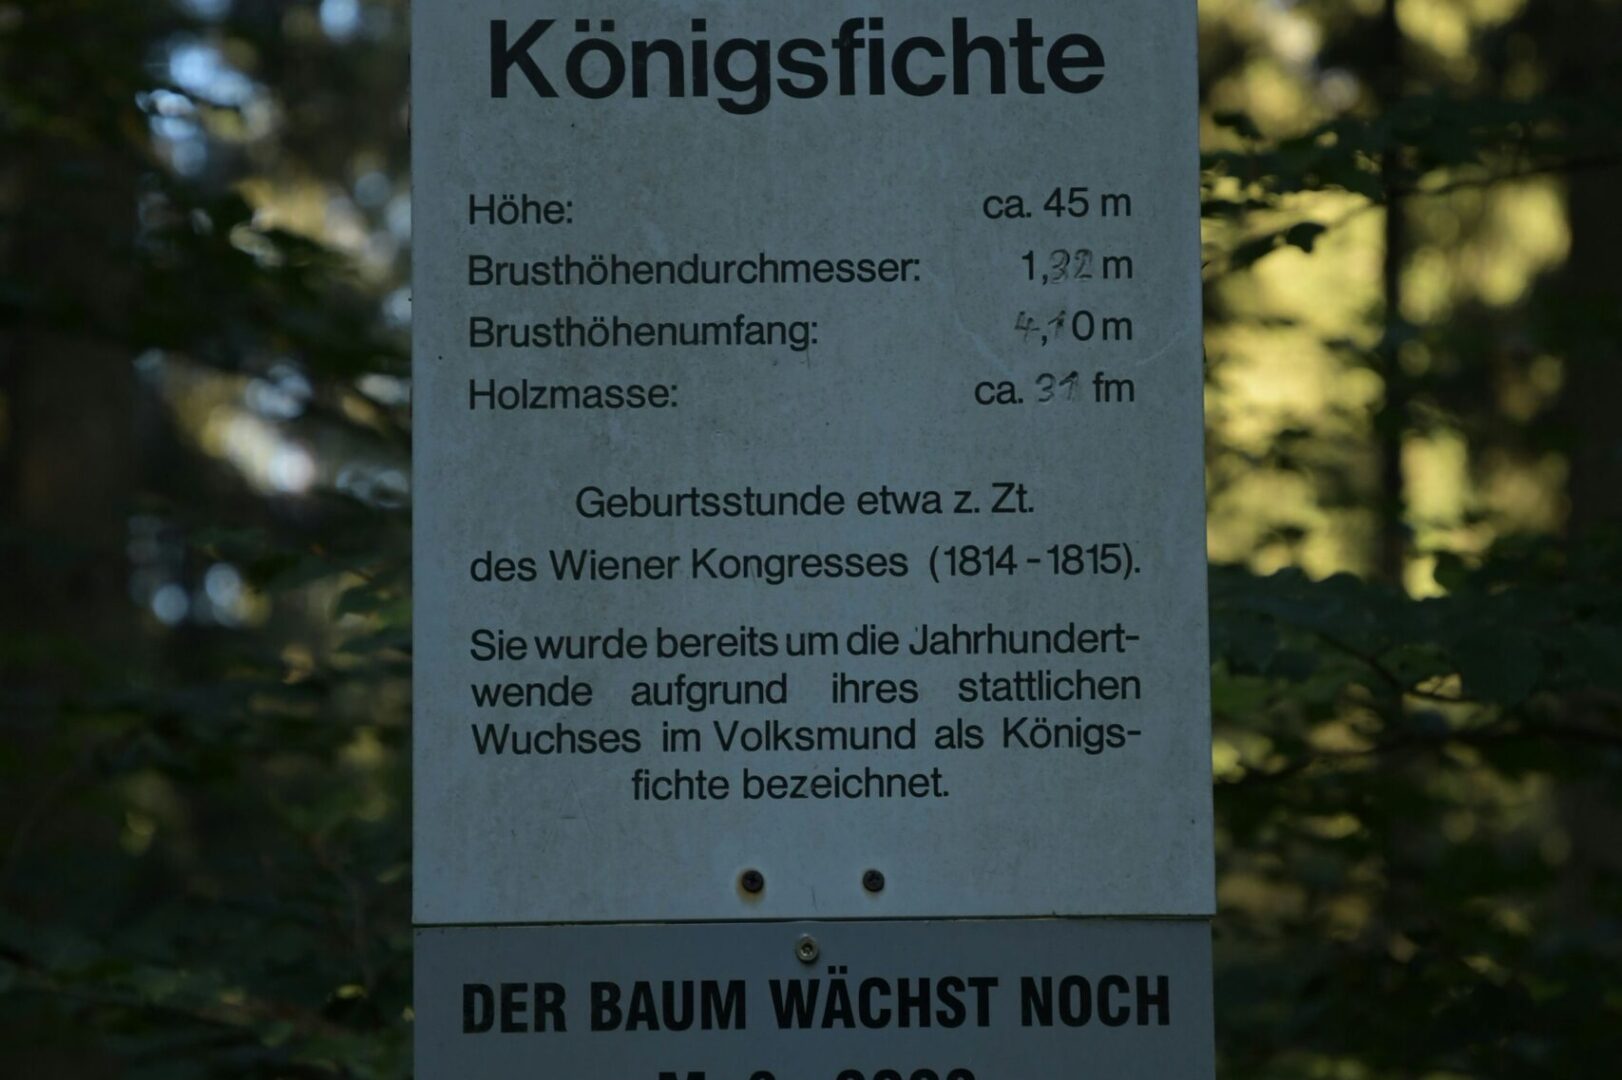 Königsfichte
Höhe: ca. 45 m
Brusthöhendurchmesser: 1,32 m
Brusthöhenumfang: 4,10 m
Holzmasse: ca. 31 fm
Geburtsstunde etwa z. Zt.
des Wiener Kongresses (1814 - 1815).
Sie wurde bereits um die Jahrhundert-
wende aufgrund ihres stattlichen
Wuchses im Volksmund als Königs-
fichte bezeichnet.
DER BAUM WÄCHST NOCH